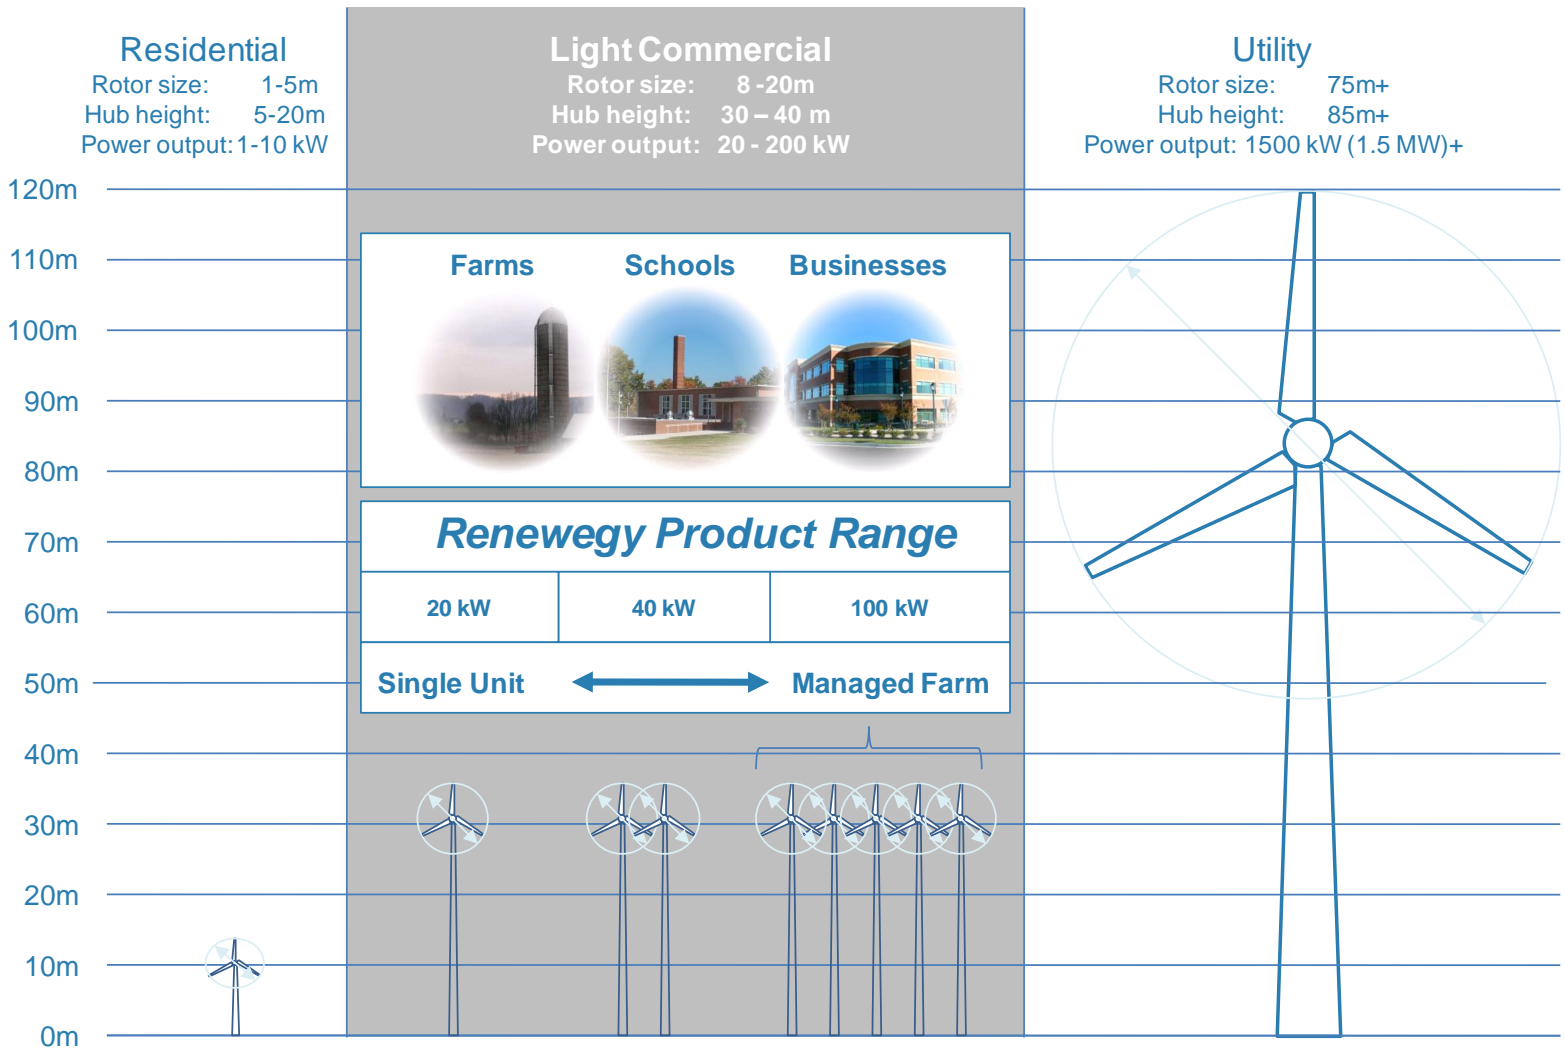 Residential
Rotor size: 1-5m
Hub height: 5-20m
Power output: 1-10 kW
Light Commercial
Rotor size: 8 -20m
Hub height: 30 – 40 m
Power output: 20 - 200 kW
Utility
Rotor size: 75m+
Hub height: 85m+
Power output: 1500 kW (1.5 MW)+
120m
110m
100m
90m
80m
70m
60m
50m
40m
30m
20m
10m
0m
Farms Schools Businesses
Renewegy Product Range
20 kW 40 kW 100 kW
Single Unit Managed Farm